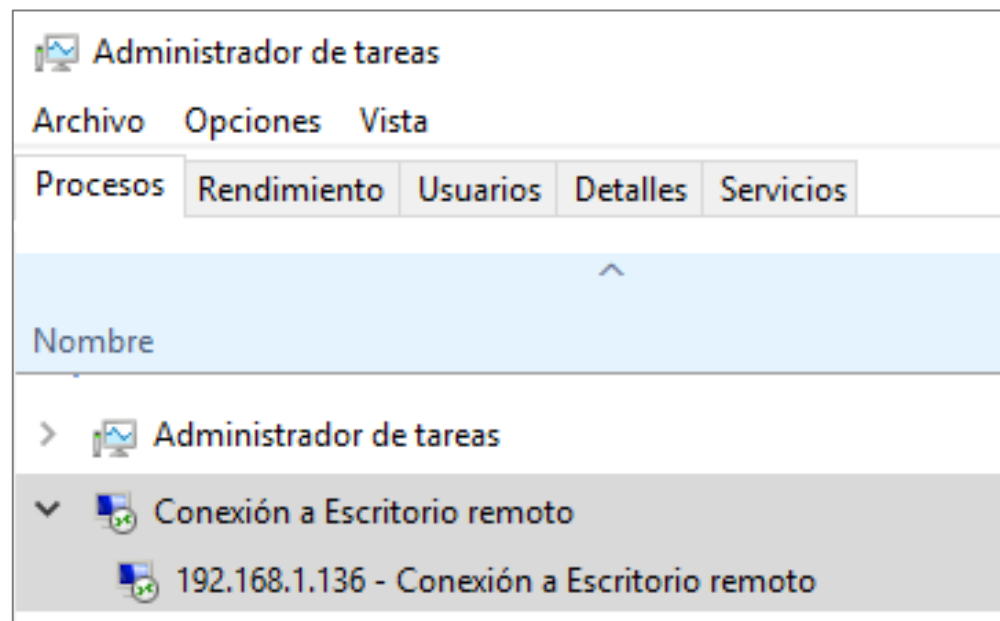 Administrador de tareas
Archivo Opciones Vista
Procesos Rendimiento Usuarios Detalles Servicios
Nombre
Administrador de tareas
Conexión a Escritorio remoto
192.168.1.136 - Conexión a Escritorio remoto